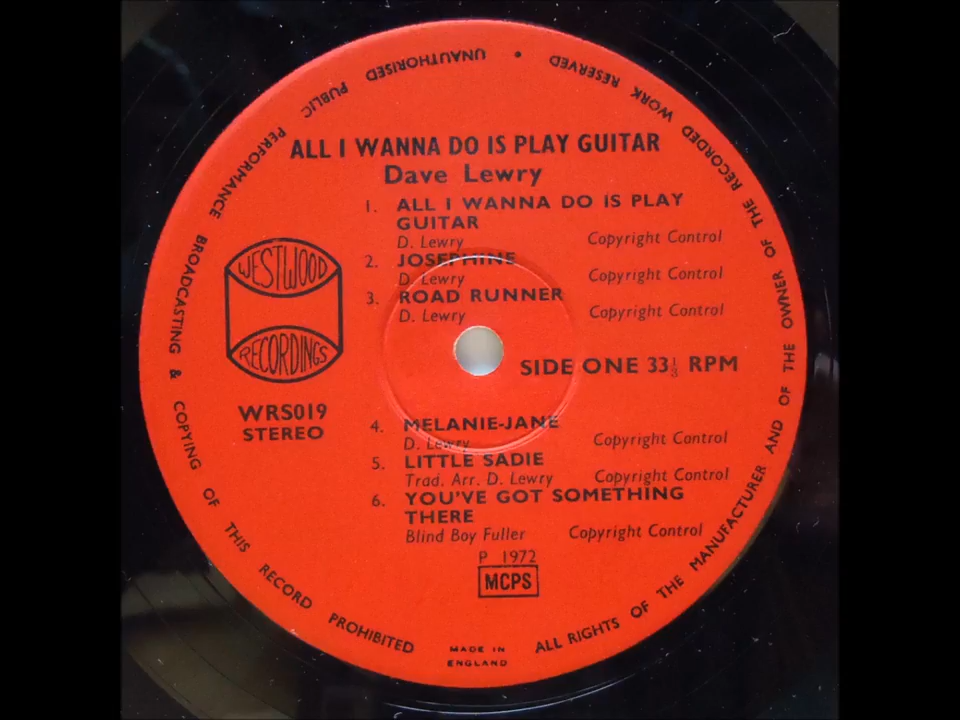 ALL RIGHTS OF THE MANUFACTURER AND OF THE OWNER OF THE RECORDED WORK RESERVED • UNAUTHORISED PUBLIC PERFORMANCE BROADCASTING & COPYING OF THIS RECORD PROHIBITED
ALL I WANNA DO IS PLAY GUITAR
Dave Lewry
1. ALL I WANNA DO IS PLAY
GUITAR
D. Lewry Copyright Control
2. JOSEPHINE
D. Lewry Copyright Control
3. ROAD RUNNER
D. Lewry Copyright Control
WESTWOOD
RECORDINGS
SIDE ONE 33⅓ RPM
WRS019
STEREO
4. MELANIE-JANE
D. Lewry Copyright Control
5. LITTLE SADIE
Trad. Arr. D. Lewry Copyright Control
6. YOU'VE GOT SOMETHING
THERE
Blind Boy Fuller Copyright Control
P 1972
MCPS
MADE IN
ENGLAND